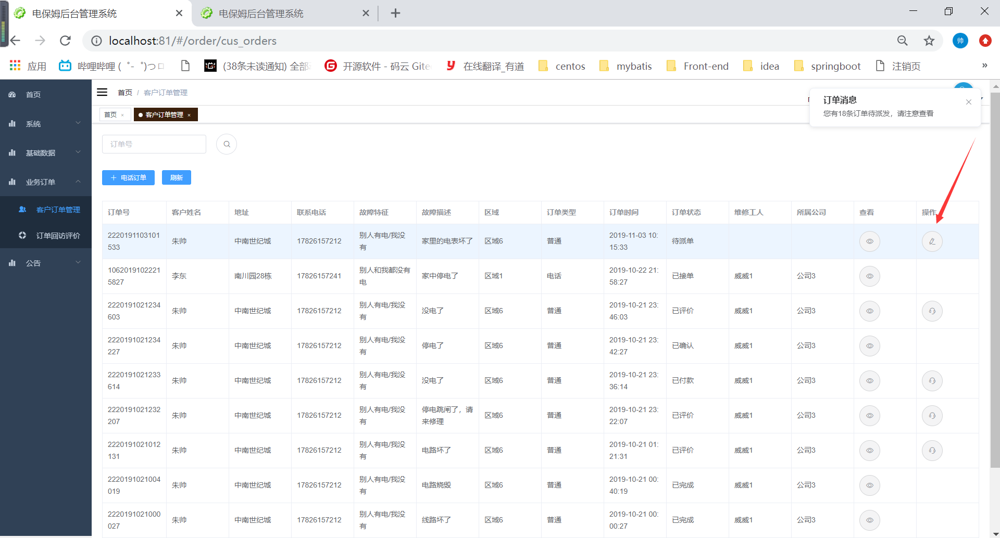 电保姆后台管理系统
电保姆后台管理系统
localhost:81/#/order/cus_orders
帅
应用
哔哩哔哩 ( ゜- ゜)つロ
(38条未读通知) 全部
开源软件 - 码云 Gite
在线翻译_有道
centos
mybatis
Front-end
idea
springboot
注销页
»
首页
系统
基础数据
业务订单
客户订单管理
订单回访评价
公告
首页 / 客户订单管理
首页 ×
客户订单管理 ×
订单消息
您有18条订单待派发，请注意查看
订单号
+ 电话订单
刷新
订单号 客户姓名 地址 联系电话 故障特征 故障描述 区域 订单类型 订单时间 订单状态 维修工人 所属公司 查看 操作
2220191103101533 朱帅 中南世纪城 17826157212 别人有电/我没有 家里的电表坏了 区域6 普通 2019-11-03 10:15:33 待派单
10620191022215827 李东 南川园28栋 17826157241 别人和我都没有电 家中停电了 区域1 电话 2019-10-22 21:58:27 已接单 威威1 公司3
2220191021234603 朱帅 中南世纪城 17826157212 别人有电/我没有 没电了 区域6 普通 2019-10-21 23:46:03 已评价 威威1 公司3
2220191021234227 朱帅 中南世纪城 17826157212 别人有电/我没有 停电了 区域6 普通 2019-10-21 23:42:27 已确认 威威1 公司3
2220191021233614 朱帅 中南世纪城 17826157212 别人有电/我没有 没电了 区域6 普通 2019-10-21 23:36:14 已付款 威威1 公司3
2220191021232207 朱帅 中南世纪城 17826157212 别人有电/我没有 停电跳闸了，请来修理 区域6 普通 2019-10-21 23:22:07 已评价 威威1 公司3
2220191021012131 朱帅 中南世纪城 17826157212 别人有电/我没有 电路坏了 区域6 普通 2019-10-21 01:21:31 已评价 威威1 公司3
2220191021004019 朱帅 中南世纪城 17826157212 别人有电/我没有 电路烧毁 区域6 普通 2019-10-21 00:40:19 已完成 威威1 公司3
2220191021000027 朱帅 中南世纪城 17826157212 别人有电/我没有 线路坏了 区域6 普通 2019-10-21 00:00:27 已完成 威威1 公司3